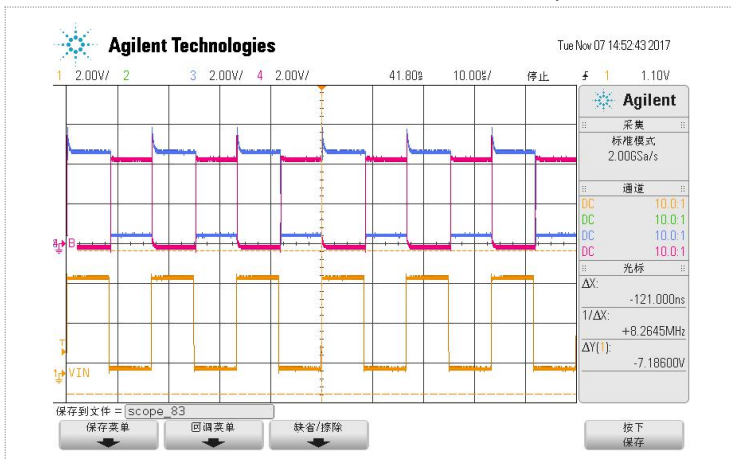 Agilent Technologies
Tue Nov 07 14:52:43 2017
1 2.00V/ 2 3 2.00V/ 4 2.00V/ 41.80s 10.00s/ 停止 1 1.10V
Agilent
采集
标准模式
2.00GSa/s
通道
DC 10.0:1
DC 10.0:1
DC 10.0:1
DC 10.0:1
光标
ΔX:
-121.000ns
1/ΔX:
+8.2645MHz
ΔY(1):
-7.18600V
B
T
VIN
保存到文件 = scope_83
保存菜单
回调菜单
缺省/擦除
按下
保存